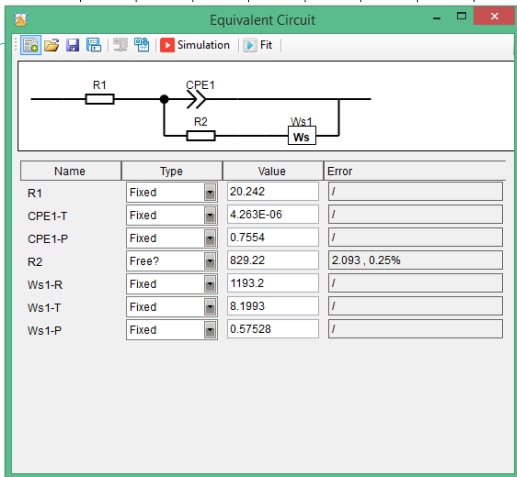 Equivalent Circuit
Simulation Fit
R1 CPE1
R2 Ws1
Ws
Name Type Value Error
R1 Fixed 20.242 /
CPE1-T Fixed 4.263E-06 /
CPE1-P Fixed 0.7554 /
R2 Free? 829.22 2.093 , 0.25%
Ws1-R Fixed 1193.2 /
Ws1-T Fixed 8.1993 /
Ws1-P Fixed 0.57528 /